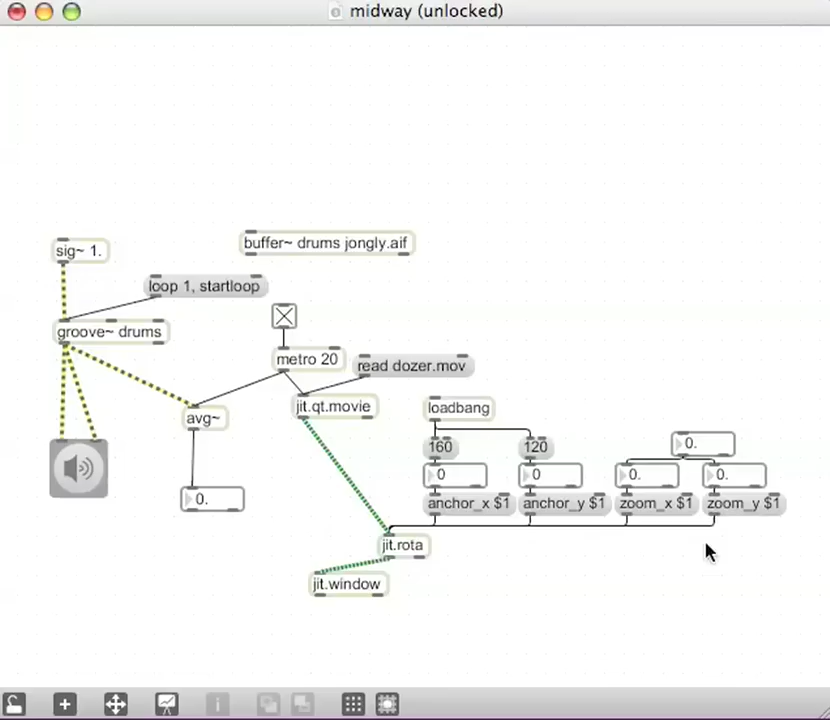 midway (unlocked)
sig~ 1.
buffer~ drums jongly.aif
loop 1, startloop
groove~ drums
metro 20
read dozer.mov
avg~
jit.qt.movie
loadbang
160
120
0.
0
0
0.
0.
0.
anchor_x $1
anchor_y $1
zoom_x $1
zoom_y $1
jit.rota
jit.window